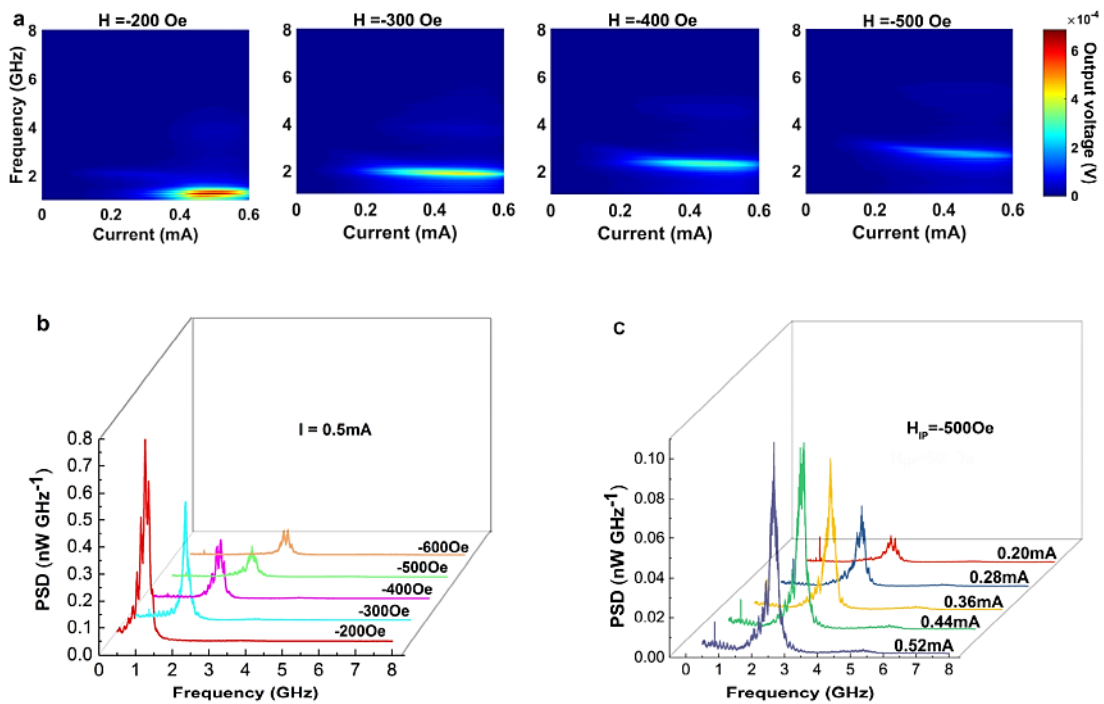 a
H =-200 Oe
H =-300 Oe
H =-400 Oe
H =-500 Oe
×10⁻⁴
Frequency (GHz)
8
6
4
2
8
6
4
2
8
6
4
2
8
6
4
2
6
4
2
0
Output voltage (V)
0 0.2 0.4 0.6
0 0.2 0.4 0.6
0 0.2 0.4 0.6
0 0.2 0.4 0.6
Current (mA)
Current (mA)
Current (mA)
Current (mA)
b
I = 0.5mA
PSD (nW GHz⁻¹)
0.8
0.7
0.6
0.5
0.4
0.3
0.2
0.1
0.0
-600Oe
-500Oe
-400Oe
-300Oe
-200Oe
0 1 2 3 4 5 6 7 8
Frequency (GHz)
c
H_IP=-500Oe
PSD (nW GHz⁻¹)
0.10
0.08
0.06
0.04
0.02
0.00
0.20mA
0.28mA
0.36mA
0.44mA
0.52mA
0 1 2 3 4 5 6 7 8
Frequency (GHz)